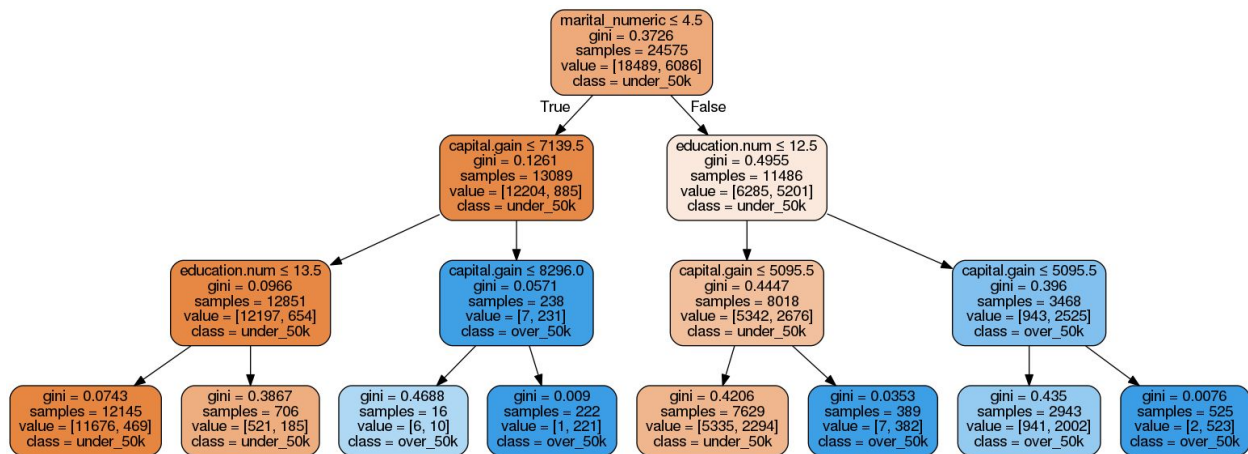 marital_numeric ≤ 4.5
gini = 0.3726
samples = 24575
value = [18489, 6086]
class = under_50k
True
False
capital.gain ≤ 7139.5
gini = 0.1261
samples = 13089
value = [12204, 885]
class = under_50k
education.num ≤ 12.5
gini = 0.4955
samples = 11486
value = [6285, 5201]
class = under_50k
education.num ≤ 13.5
gini = 0.0966
samples = 12851
value = [12197, 654]
class = under_50k
capital.gain ≤ 8296.0
gini = 0.0571
samples = 238
value = [7, 231]
class = over_50k
capital.gain ≤ 5095.5
gini = 0.4447
samples = 8018
value = [5342, 2676]
class = under_50k
capital.gain ≤ 5095.5
gini = 0.396
samples = 3468
value = [943, 2525]
class = over_50k
gini = 0.0743
samples = 12145
value = [11676, 469]
class = under_50k
gini = 0.3867
samples = 706
value = [521, 185]
class = under_50k
gini = 0.4688
samples = 16
value = [6, 10]
class = over_50k
gini = 0.009
samples = 222
value = [1, 221]
class = over_50k
gini = 0.4206
samples = 7629
value = [5335, 2294]
class = under_50k
gini = 0.0353
samples = 389
value = [7, 382]
class = over_50k
gini = 0.435
samples = 2943
value = [941, 2002]
class = over_50k
gini = 0.0076
samples = 525
value = [2, 523]
class = over_50k